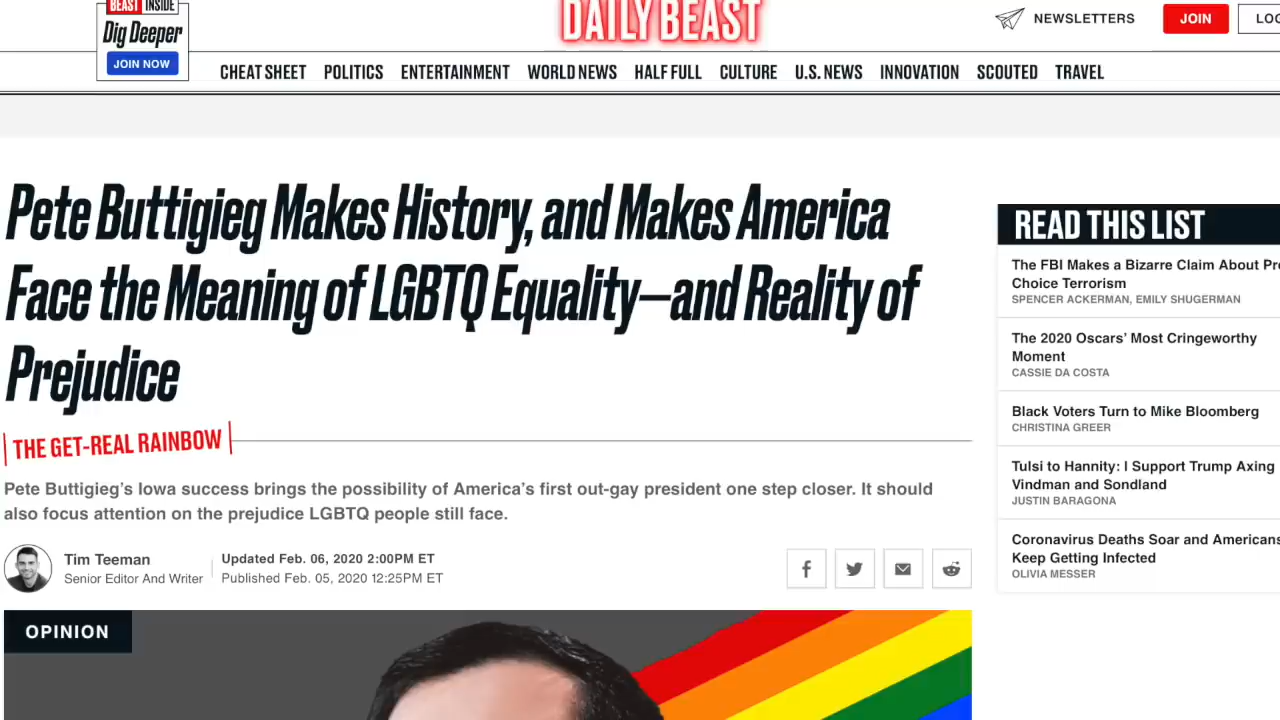 BEAST INSIDE
Dig Deeper
JOIN NOW
DAILY BEAST
NEWSLETTERS
JOIN
CHEAT SHEET
POLITICS
ENTERTAINMENT
WORLD NEWS
HALF FULL
CULTURE
U.S. NEWS
INNOVATION
SCOUTED
TRAVEL
Pete Buttigieg Makes History, and Makes America
Face the Meaning of LGBTQ Equality—and Reality of
Prejudice
THE GET-REAL RAINBOW
Pete Buttigieg's Iowa success brings the possibility of America's first out-gay president one step closer. It should
also focus attention on the prejudice LGBTQ people still face.
Tim Teeman
Senior Editor And Writer
Updated Feb. 06, 2020 2:00PM ET
Published Feb. 05, 2020 12:25PM ET
OPINION
READ THIS LIST
The FBI Makes a Bizarre Claim About
Choice Terrorism
SPENCER ACKERMAN, EMILY SHUGERMAN
The 2020 Oscars' Most Cringeworthy
Moment
CASSIE DA COSTA
Black Voters Turn to Mike Bloomberg
CHRISTINA GREER
Tulsi to Hannity: I Support Trump Axing
Vindman and Sondland
JUSTIN BARAGONA
Coronavirus Deaths Soar and Americans
Keep Getting Infected
OLIVIA MESSER